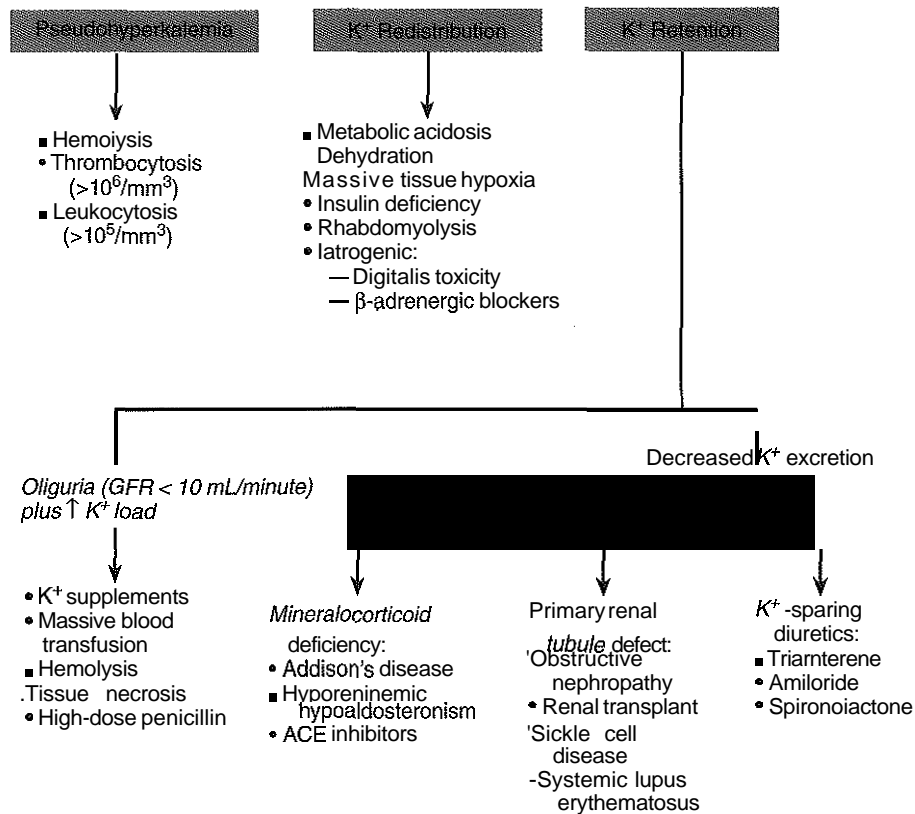 Pseudohyperkalemia
K+ Redistribution
K+ Retention
▪ Hemoiysis
• Thrombocytosis
(>10⁶/mm³)
▪ Leukocytosis
(>10⁵/mm³)
▪ Metabolic acidosis
Dehydration
Massive tissue hypoxia
• Insulin deficiency
• Rhabdomyolysis
• Iatrogenic:
— Digitalis toxicity
— β-adrenergic blockers
Oliguria (GFR < 10 mL/minute)
plus ↑ K+ load
Decreased K+ excretion
• K+ supplements
• Massive blood
transfusion
▪ Hemolysis
.Tissue necrosis
• High-dose penicillin
Mineralocorticoid
deficiency:
• Addison's disease
▪ Hyporeninemic
hypoaldosteronism
• ACE inhibitors
Primary renal
tubule defect:
'Obstructive
nephropathy
• Renal transplant
'Sickle cell
disease
-Systemic lupus
erythematosus
K+ -sparing
diuretics:
▪ Triarnterene
• Amiloride
• Spironoiactone